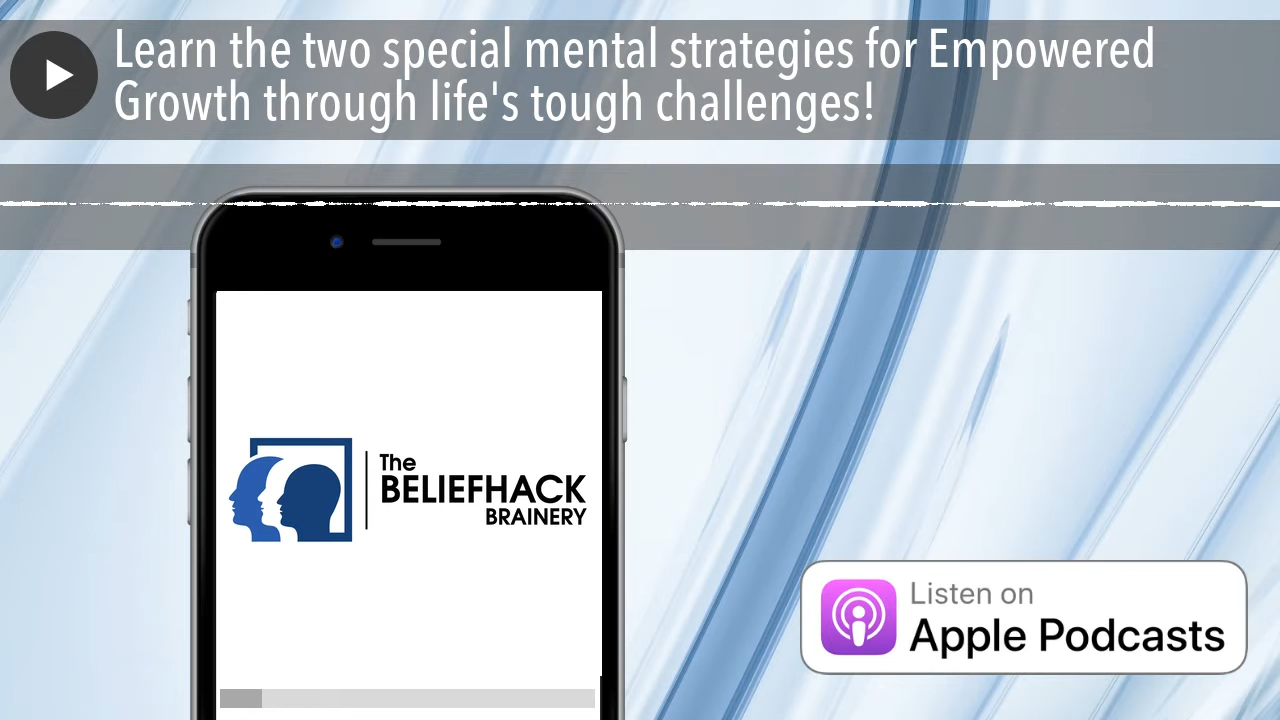 Learn the two special mental strategies for Empowered
Growth through life's tough challenges!
The
BELIEFHACK
BRAINERY
Listen on
Apple Podcasts